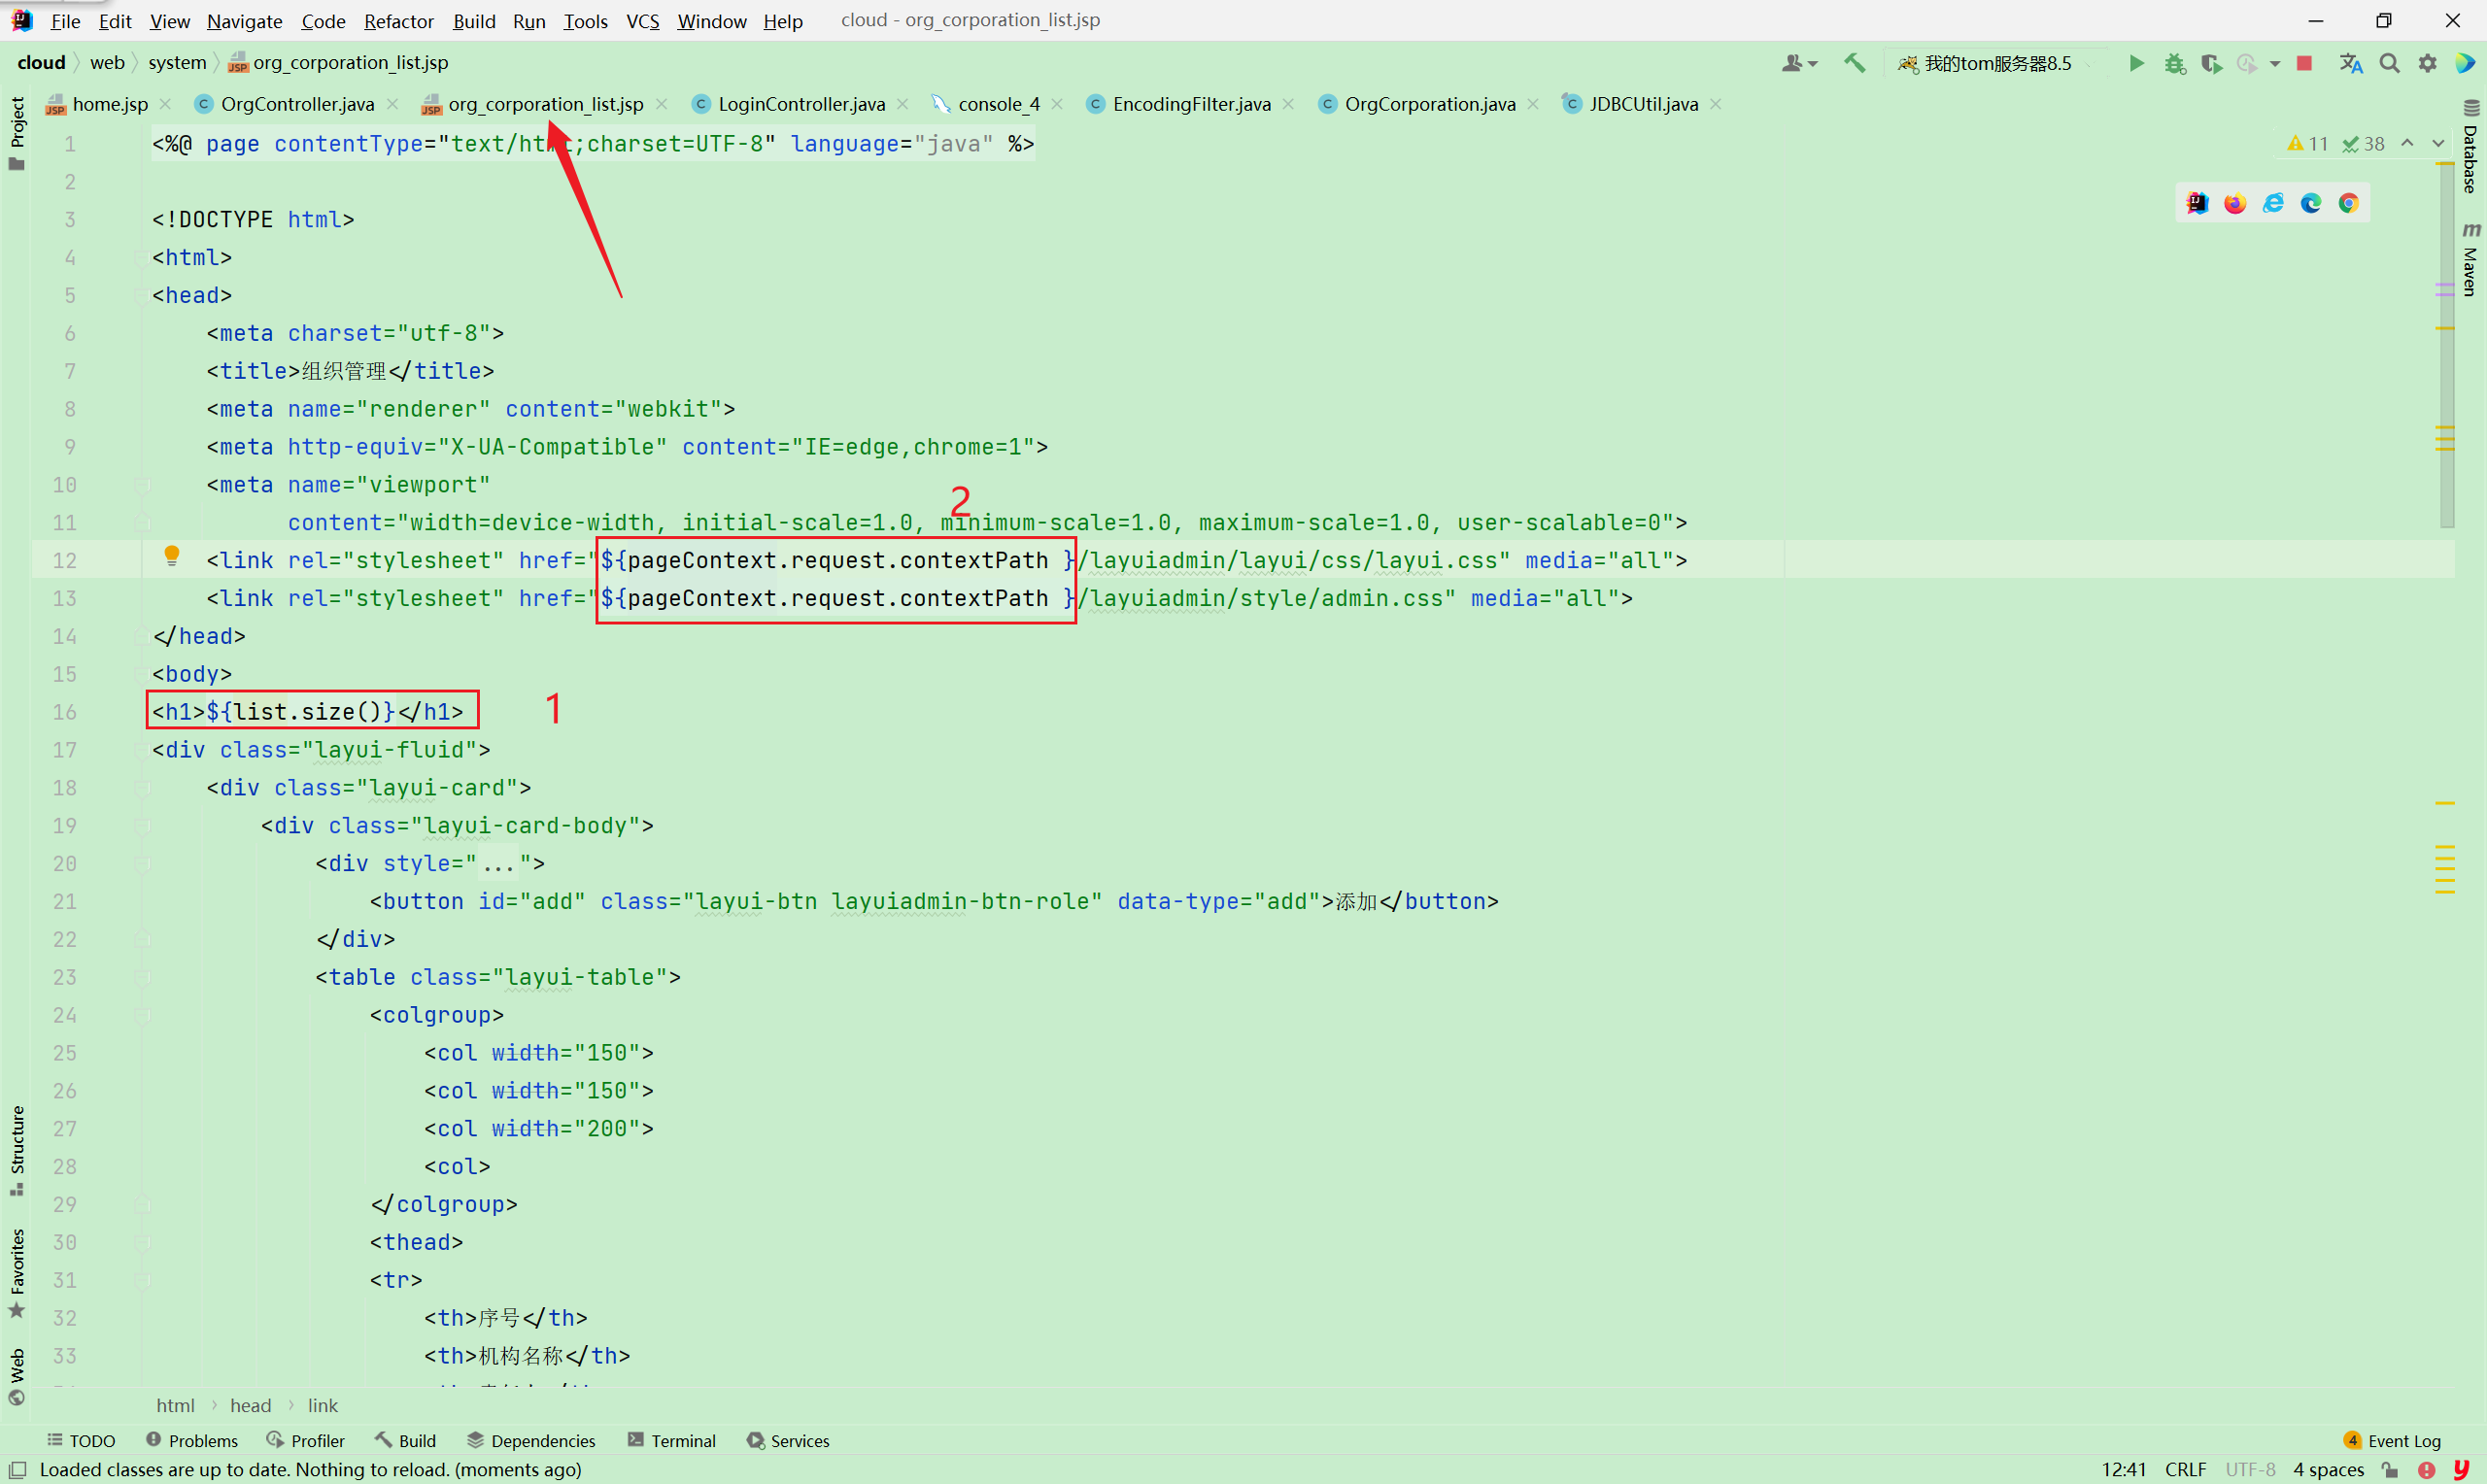 File Edit View Navigate Code Refactor Build Run Tools VCS Window Help cloud - org_corporation_list.jsp
cloud web system org_corporation_list.jsp 我的tom服务器8.5
home.jsp OrgController.java org_corporation_list.jsp LoginController.java console_4 EncodingFilter.java OrgCorporation.java JDBCUtil.java
Project
Structure
Favorites
Web
Database
Maven
11 38
1 <%@ page contentType="text/html;charset=UTF-8" language="java" %>
2
3 <!DOCTYPE html>
4 <html>
5 <head>
6 <meta charset="utf-8">
7 <title>组织管理</title>
8 <meta name="renderer" content="webkit">
9 <meta http-equiv="X-UA-Compatible" content="IE=edge,chrome=1">
10 <meta name="viewport"
2
11 content="width=device-width, initial-scale=1.0, minimum-scale=1.0, maximum-scale=1.0, user-scalable=0">
12 <link rel="stylesheet" href="${pageContext.request.contextPath }/layuiadmin/layui/css/layui.css" media="all">
13 <link rel="stylesheet" href="${pageContext.request.contextPath }/layuiadmin/style/admin.css" media="all">
14 </head>
15 <body>
16 <h1>${list.size()}</h1>
1
17 <div class="layui-fluid">
18 <div class="layui-card">
19 <div class="layui-card-body">
20 <div style="...">
21 <button id="add" class="layui-btn layuiadmin-btn-role" data-type="add">添加</button>
22 </div>
23 <table class="layui-table">
24 <colgroup>
25 <col width="150">
26 <col width="150">
27 <col width="200">
28 <col>
29 </colgroup>
30 <thead>
31 <tr>
32 <th>序号</th>
33 <th>机构名称</th>
html head link
TODO Problems Profiler Build Dependencies Terminal Services 4 Event Log
Loaded classes are up to date. Nothing to reload. (moments ago) 12:41 CRLF UTF-8 4 spaces